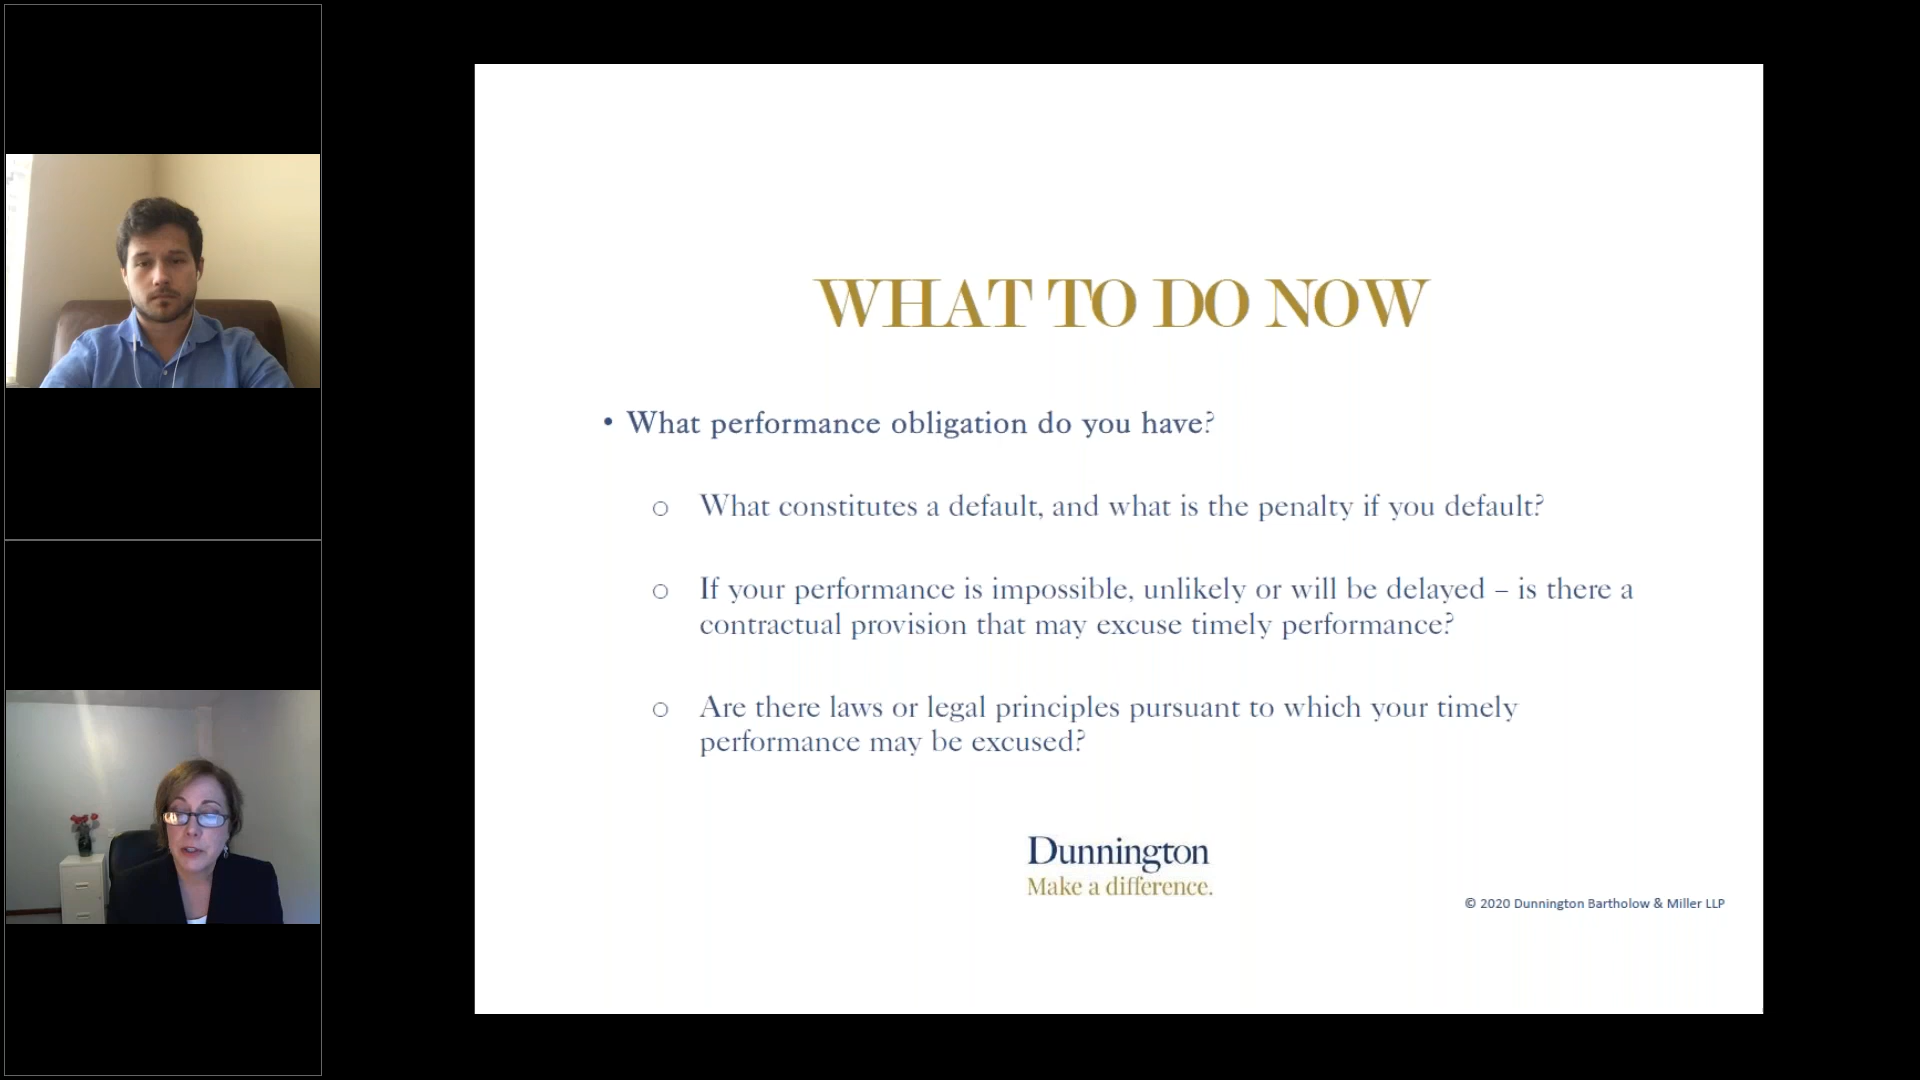 WHAT TO DO NOW
• What performance obligation do you have?
o What constitutes a default, and what is the penalty if you default?
o If your performance is impossible, unlikely or will be delayed – is there a
contractual provision that may excuse timely performance?
o Are there laws or legal principles pursuant to which your timely
performance may be excused?
Dunnington
Make a difference.
© 2020 Dunnington Bartholow & Miller LLP